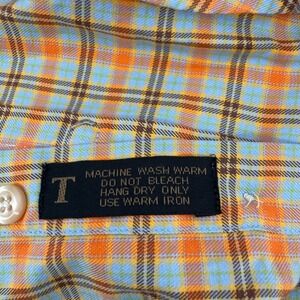 T
MACHINE WASH WARM
DO NOT BLEACH
HANG DRY ONLY
USE WARM IRON